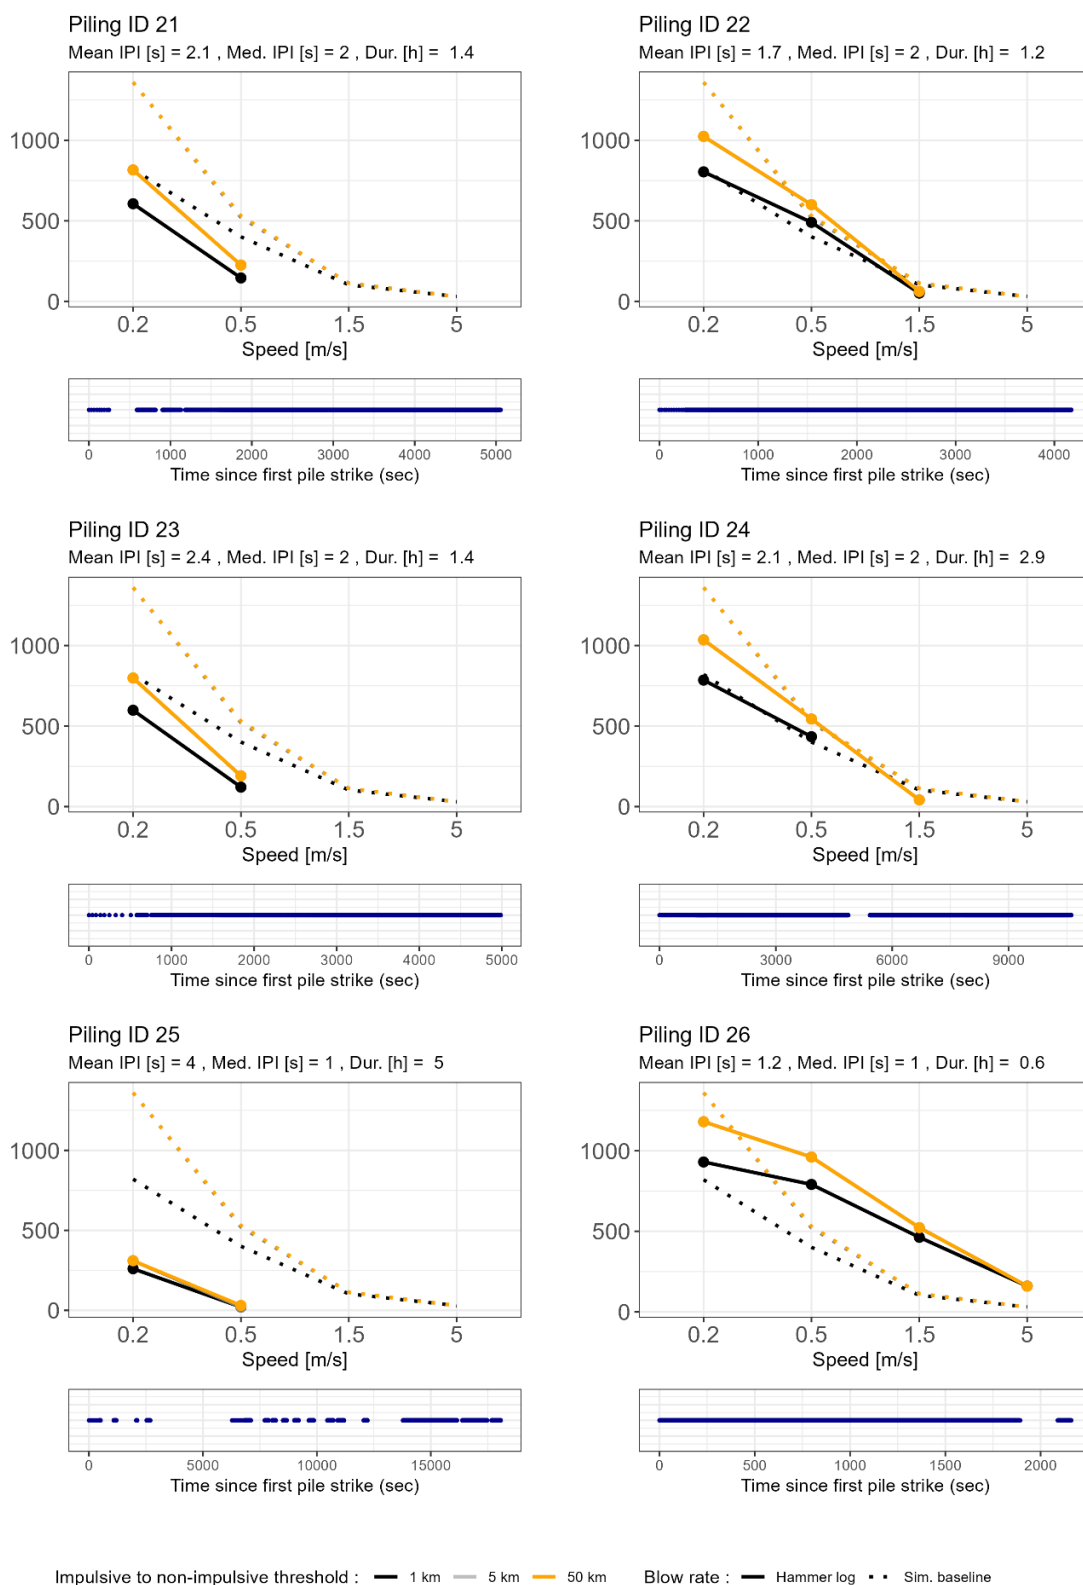 Piling ID 21
Mean IPI [s] = 2.1 , Med. IPI [s] = 2 , Dur. [h] = 1.4
1000
500
0
0.2 0.5 1.5 5
Speed [m/s]
0 1000 2000 3000 4000 5000
Time since first pile strike (sec)
Piling ID 22
Mean IPI [s] = 1.7 , Med. IPI [s] = 2 , Dur. [h] = 1.2
1000
500
0
0.2 0.5 1.5 5
Speed [m/s]
0 1000 2000 3000 4000
Time since first pile strike (sec)
Piling ID 23
Mean IPI [s] = 2.4 , Med. IPI [s] = 2 , Dur. [h] = 1.4
1000
500
0
0.2 0.5 1.5 5
Speed [m/s]
0 1000 2000 3000 4000 5000
Time since first pile strike (sec)
Piling ID 24
Mean IPI [s] = 2.1 , Med. IPI [s] = 2 , Dur. [h] = 2.9
1000
500
0
0.2 0.5 1.5 5
Speed [m/s]
0 3000 6000 9000
Time since first pile strike (sec)
Piling ID 25
Mean IPI [s] = 4 , Med. IPI [s] = 1 , Dur. [h] = 5
1000
500
0
0.2 0.5 1.5 5
Speed [m/s]
0 5000 10000 15000
Time since first pile strike (sec)
Piling ID 26
Mean IPI [s] = 1.2 , Med. IPI [s] = 1 , Dur. [h] = 0.6
1000
500
0
0.2 0.5 1.5 5
Speed [m/s]
0 500 1000 1500 2000
Time since first pile strike (sec)
Impulsive to non-impulsive threshold : 1 km 5 km 50 km Blow rate : Hammer log Sim. baseline